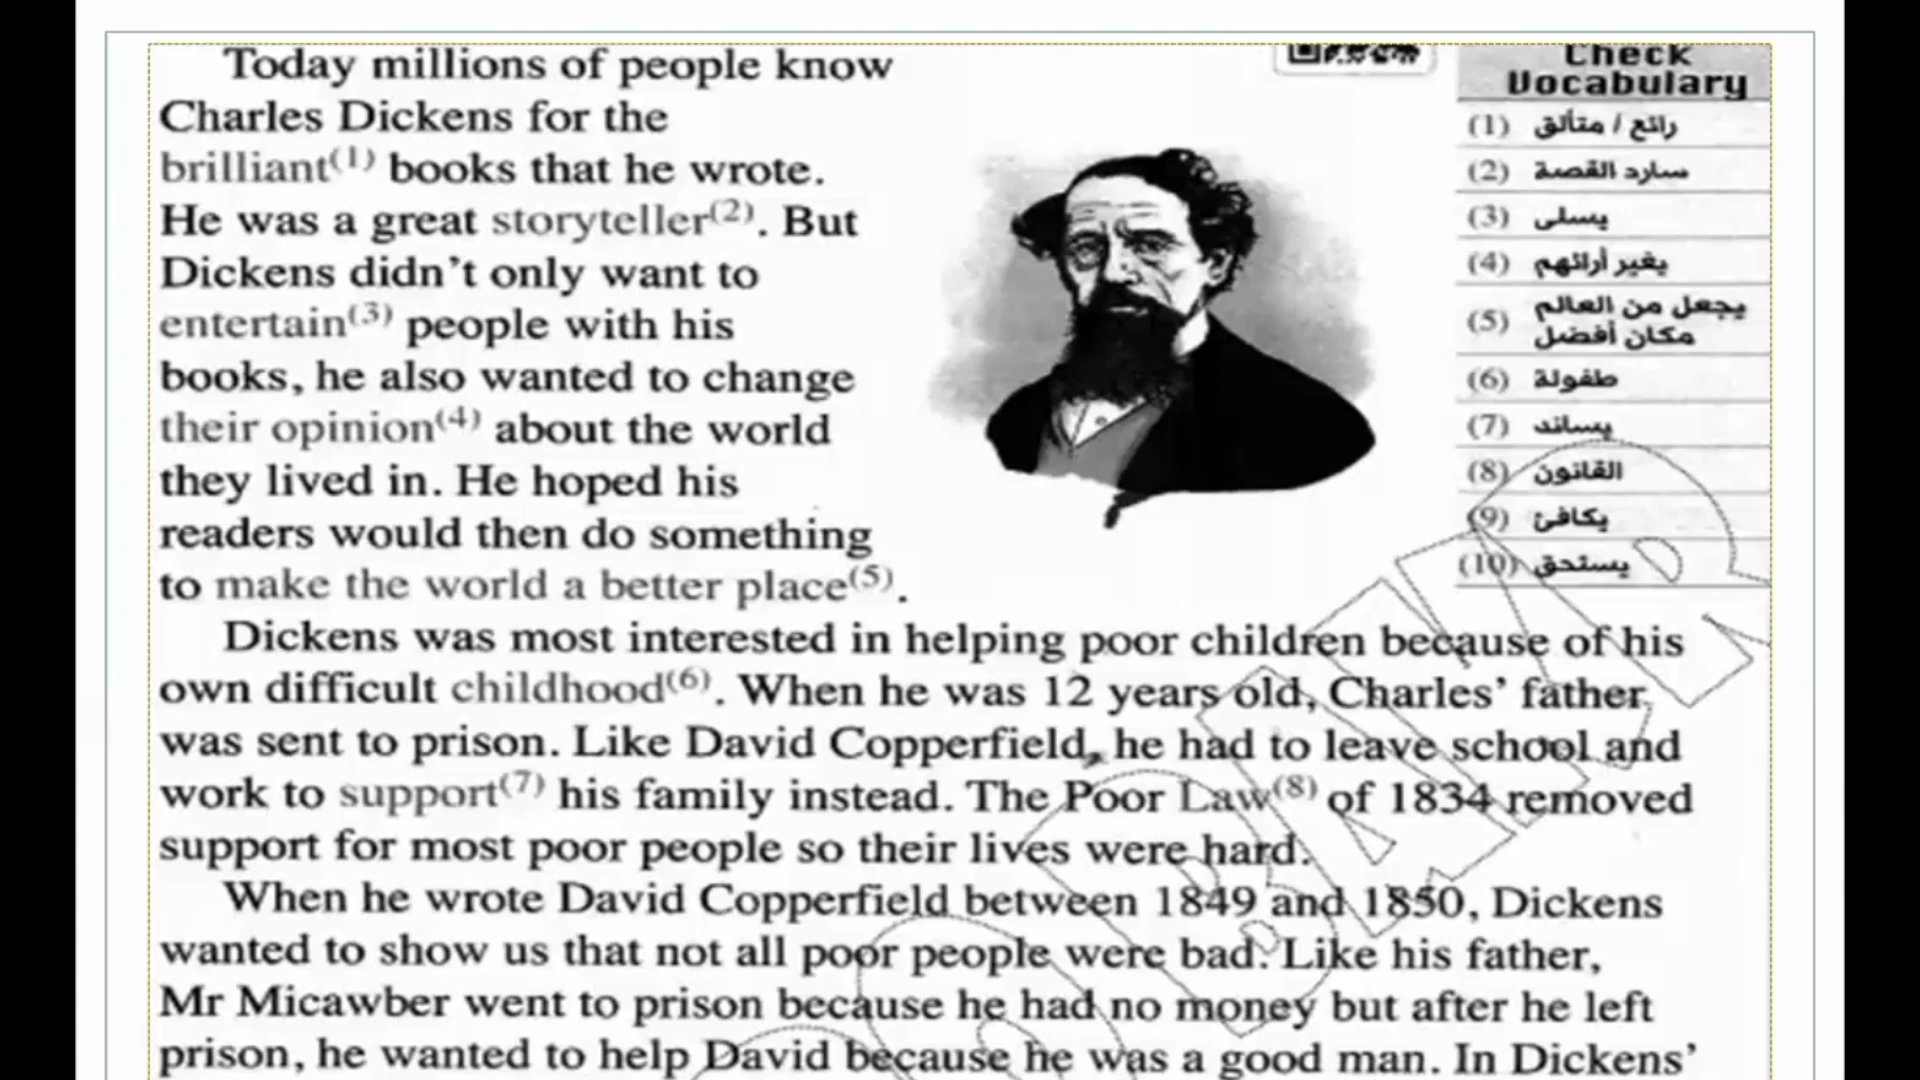 Today millions of people know
Charles Dickens for the
brilliant(1) books that he wrote.
He was a great storyteller(2). But
Dickens didn't only want to
entertain(3) people with his
books, he also wanted to change
their opinion(4) about the world
they lived in. He hoped his
readers would then do something
to make the world a better place(5).
Check
Vocabulary
(1) رائع / متألق
(2) سارد القصة
(3) يسلى
(4) يغير أرائهم
(5) يجعل من العالم
مكان أفضل
(6) طفولة
(7) يساند
(8) القانون
(9) يكافئ
(10) يستحق
Dickens was most interested in helping poor children because of his
own difficult childhood(6). When he was 12 years old, Charles' father
was sent to prison. Like David Copperfield, he had to leave school and
work to support(7) his family instead. The Poor Law(8) of 1834 removed
support for most poor people so their lives were hard.
When he wrote David Copperfield between 1849 and 1850, Dickens
wanted to show us that not all poor people were bad. Like his father,
Mr Micawber went to prison because he had no money but after he left
prison, he wanted to help David because he was a good man. In Dickens'